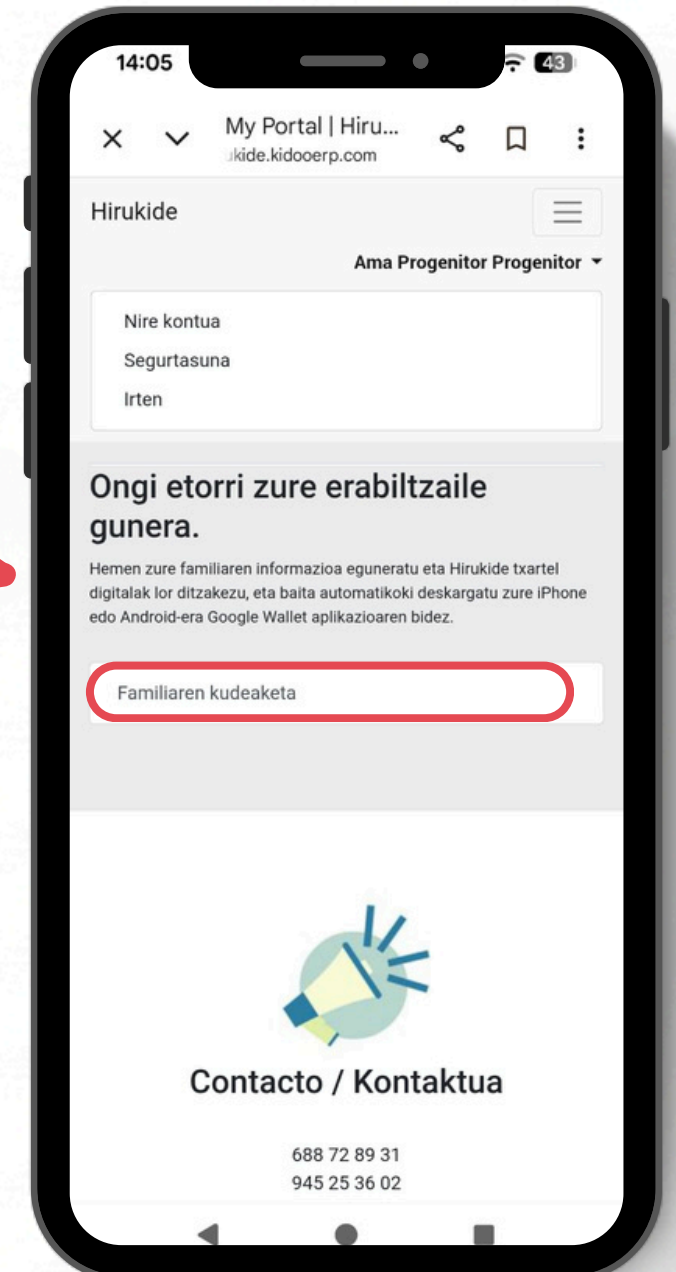 14:05
43
My Portal | Hiru...
kide.kidooerp.com
Hirukide
Ama Progenitor Progenitor
Nire kontua
Segurtasuna
Irten
Ongi etorri zure erabiltzaile
gunera.
Hemen zure familiaren informazioa eguneratu eta Hirukide txartel
digitalak lor ditzakezu, eta baita automatikoki deskargatu zure iPhone
edo Android-era Google Wallet aplikazioaren bidez.
Familiaren kudeaketa
Contacto / Kontaktua
688 72 89 31
945 25 36 02